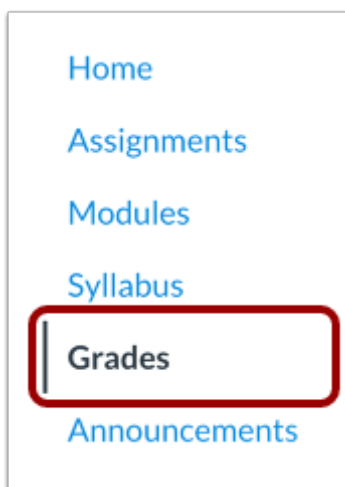 Home
Assignments
Modules
Syllabus
Grades
Announcements